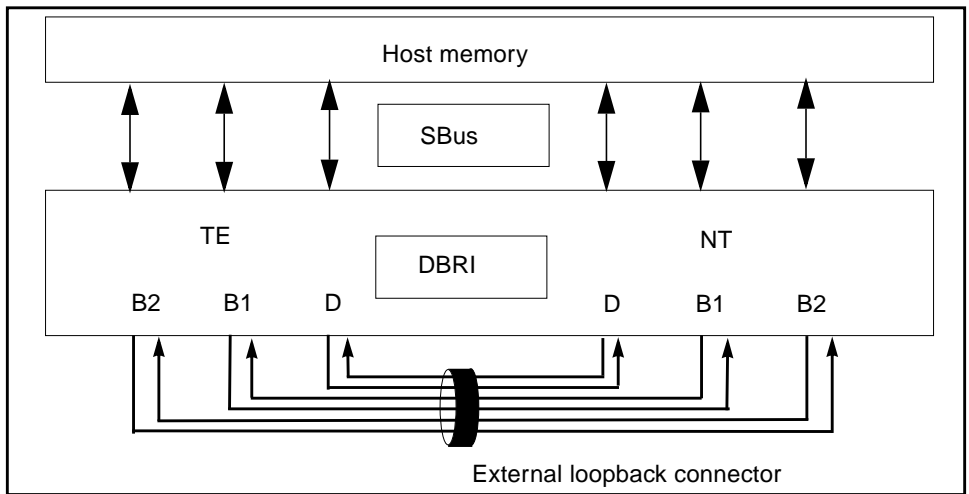 Host memory
SBus
TE
NT
DBRI
B2 B1 D D B1 B2
External loopback connector